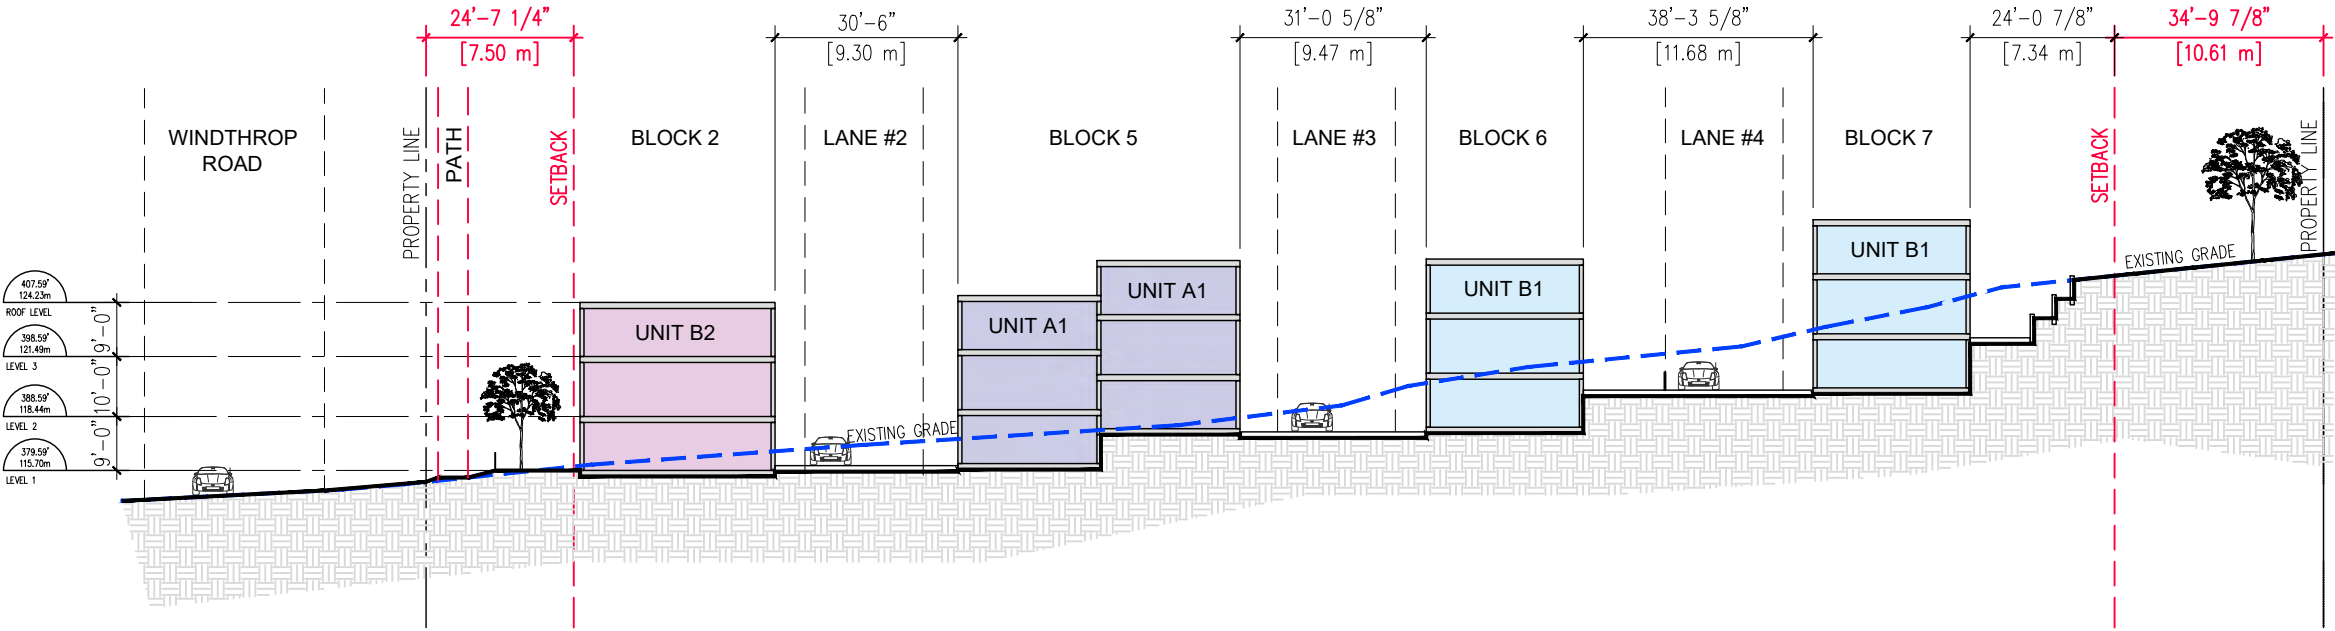 24'-7 1/4"
[7.50 m]
30'-6"
[9.30 m]
31'-0 5/8"
[9.47 m]
38'-3 5/8"
[11.68 m]
24'-0 7/8"
[7.34 m]
34'-9 7/8"
[10.61 m]
WINDTHROP
ROAD
PROPERTY LINE
PATH
SETBACK
BLOCK 2
LANE #2
BLOCK 5
LANE #3
BLOCK 6
LANE #4
BLOCK 7
SETBACK
PROPERTY LINE
UNIT B2
UNIT A1
UNIT A1
UNIT B1
UNIT B1
EXISTING GRADE
EXISTING GRADE
407.59'
124.23m
ROOF LEVEL
9'-0"
398.59'
121.49m
LEVEL 3
10'-0"
388.59'
118.44m
LEVEL 2
9'-0"
379.59'
115.70m
LEVEL 1